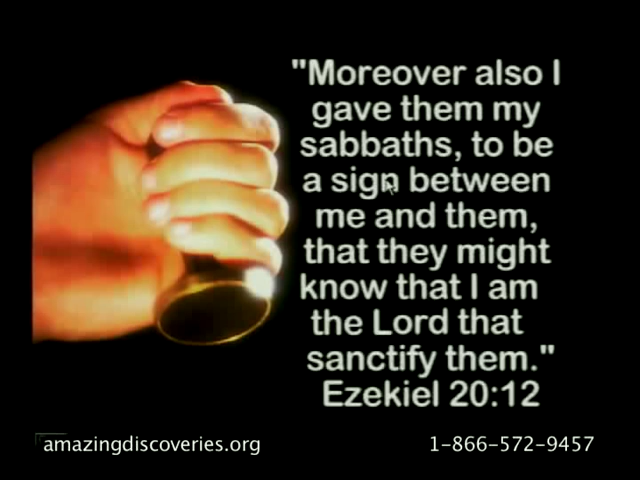 "Moreover also I
gave them my
sabbaths, to be
a sign between
me and them,
that they might
know that I am
the Lord that
sanctify them."
Ezekiel 20:12
amazingdiscoveries.org
1-866-572-9457